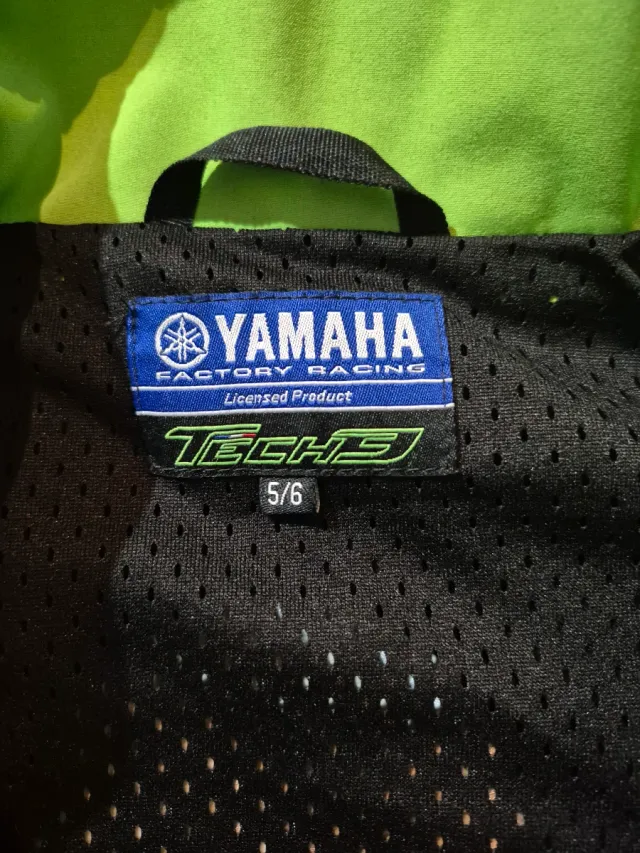 YAMAHA
FACTORY RACING
Licensed Product
TECH3
5/6